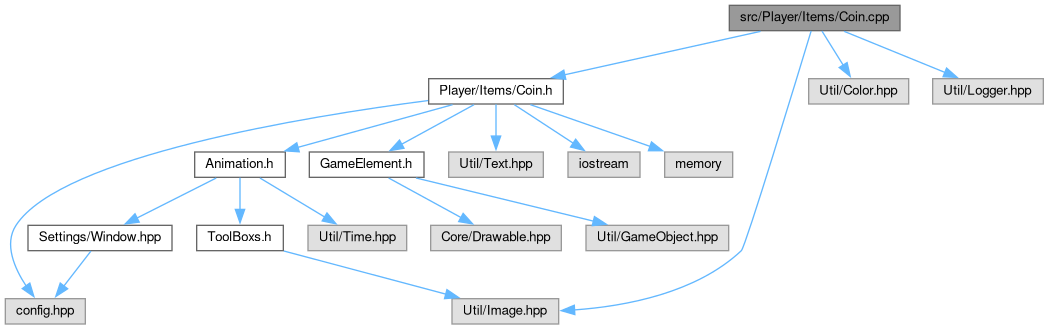 src/Player/Items/Coin.cpp
Player/Items/Coin.h
Util/Color.hpp
Util/Logger.hpp
Animation.h
GameElement.h
Util/Text.hpp
iostream
memory
Settings/Window.hpp
ToolBoxs.h
Util/Time.hpp
Core/Drawable.hpp
Util/GameObject.hpp
config.hpp
Util/Image.hpp